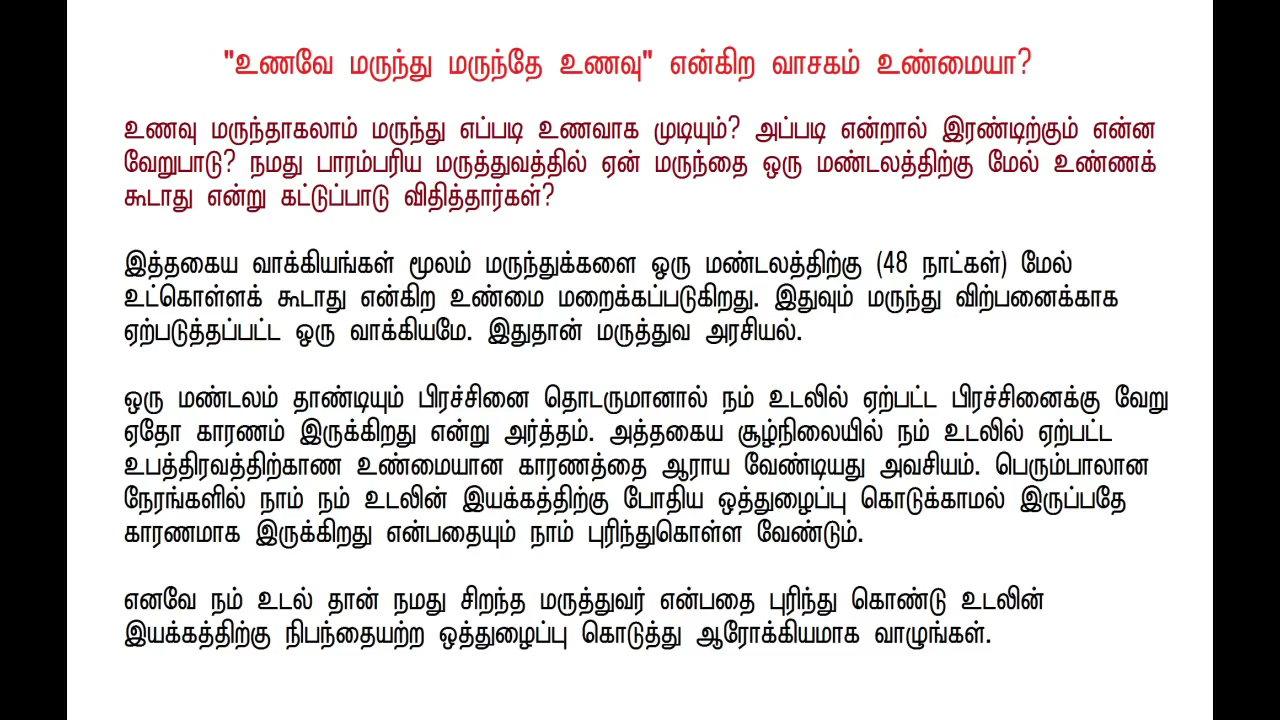 "உணவே மருந்து மருந்தே உணவு" என்கிற வாசகம் உண்மையா?
உணவு மருந்தாகலாம் மருந்து எப்படி உணவாக முடியும்? அப்படி என்றால் இரண்டிற்கும் என்ன
வேறுபாடு? நமது பாரம்பரிய மருத்துவத்தில் ஏன் மருந்தை ஒரு மண்டலத்திற்கு மேல் உண்ணக்
கூடாது என்று கட்டுப்பாடு விதித்தார்கள்?
இத்தகைய வாக்கியங்கள் மூலம் மருந்துக்களை ஒரு மண்டலத்திற்கு (48 நாட்கள்) மேல்
உட்கொள்ளக் கூடாது என்கிற உண்மை மறைக்கப்படுகிறது. இதுவும் மருந்து விற்பனைக்காக
ஏற்படுத்தப்பட்ட ஒரு வாக்கியமே. இதுதான் மருத்துவ அரசியல்.
ஒரு மண்டலம் தாண்டியும் பிரச்சினை தொடருமானால் நம் உடலில் ஏற்பட்ட பிரச்சினைக்கு வேறு
ஏதோ காரணம் இருக்கிறது என்று அர்த்தம். அத்தகைய சூழ்நிலையில் நம் உடலில் ஏற்பட்ட
உபத்திரவத்திற்காண உண்மையான காரணத்தை ஆராய வேண்டியது அவசியம். பெரும்பாலான
நேரங்களில் நாம் நம் உடலின் இயக்கத்திற்கு போதிய ஒத்துழைப்பு கொடுக்காமல் இருப்பதே
காரணமாக இருக்கிறது என்பதையும் நாம் புரிந்துகொள்ள வேண்டும்.
எனவே நம் உடல் தான் நமது சிறந்த மருத்துவர் என்பதை புரிந்து கொண்டு உடலின்
இயக்கத்திற்கு நிபந்தையற்ற ஒத்துழைப்பு கொடுத்து ஆரோக்கியமாக வாழுங்கள்.